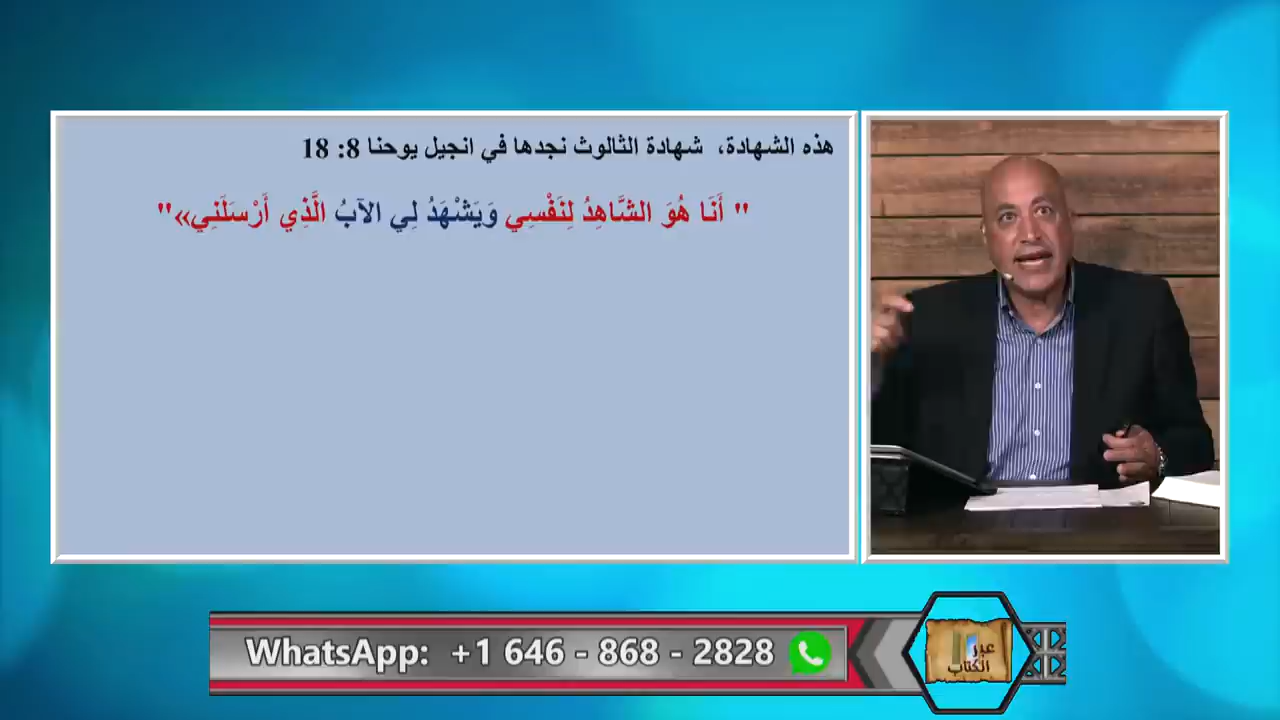 هذه الشهادة، شهادة الثالوث نجدها في انجيل يوحنا 8: 18
" أَنَا هُوَ الشَّاهِدُ لِنَفْسِي وَيَشْهَدُ لِي الآبُ الَّذِي أَرْسَلَنِي»"
WhatsApp: +1 646 - 868 - 2828
عبر
الكتاب